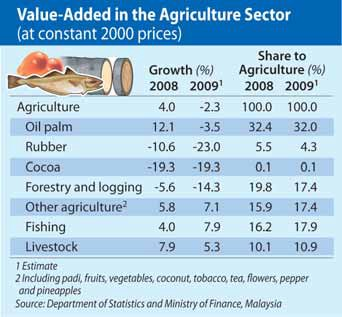 Value-Added in the Agriculture Sector
(at constant 2000 prices)
Growth (%) Share to Agriculture (%)
2008 2009¹ 2008 2009¹
Agriculture 4.0 -2.3 100.0 100.0
Oil palm 12.1 -3.5 32.4 32.0
Rubber -10.6 -23.0 5.5 4.3
Cocoa -19.3 -19.3 0.1 0.1
Forestry and logging -5.6 -14.3 19.8 17.4
Other agriculture² 5.8 7.1 15.9 17.4
Fishing 4.0 7.9 16.2 17.9
Livestock 7.9 5.3 10.1 10.9
1 Estimate
2 Including padi, fruits, vegetables, coconut, tobacco, tea, flowers, pepper
and pineapples
Source: Department of Statistics and Ministry of Finance, Malaysia